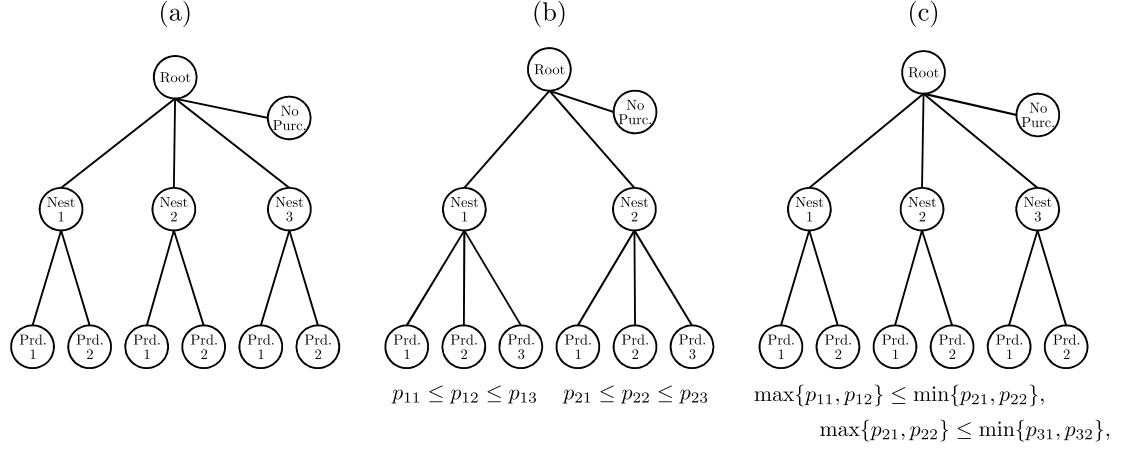 (a) (b) (c)
Root Root Root
No Purc. No Purc. No Purc.
Nest 1 Nest 2 Nest 3 Nest 1 Nest 2 Nest 1 Nest 2 Nest 3
Prd. 1 Prd. 2 Prd. 1 Prd. 2 Prd. 1 Prd. 2 Prd. 1 Prd. 2 Prd. 3 Prd. 1 Prd. 2 Prd. 3 Prd. 1 Prd. 2 Prd. 1 Prd. 2 Prd. 1 Prd. 2
p₁₁ ≤ p₁₂ ≤ p₁₃ p₂₁ ≤ p₂₂ ≤ p₂₃ max{p₁₁, p₁₂} ≤ min{p₂₁, p₂₂},
max{p₂₁, p₂₂} ≤ min{p₃₁, p₃₂},